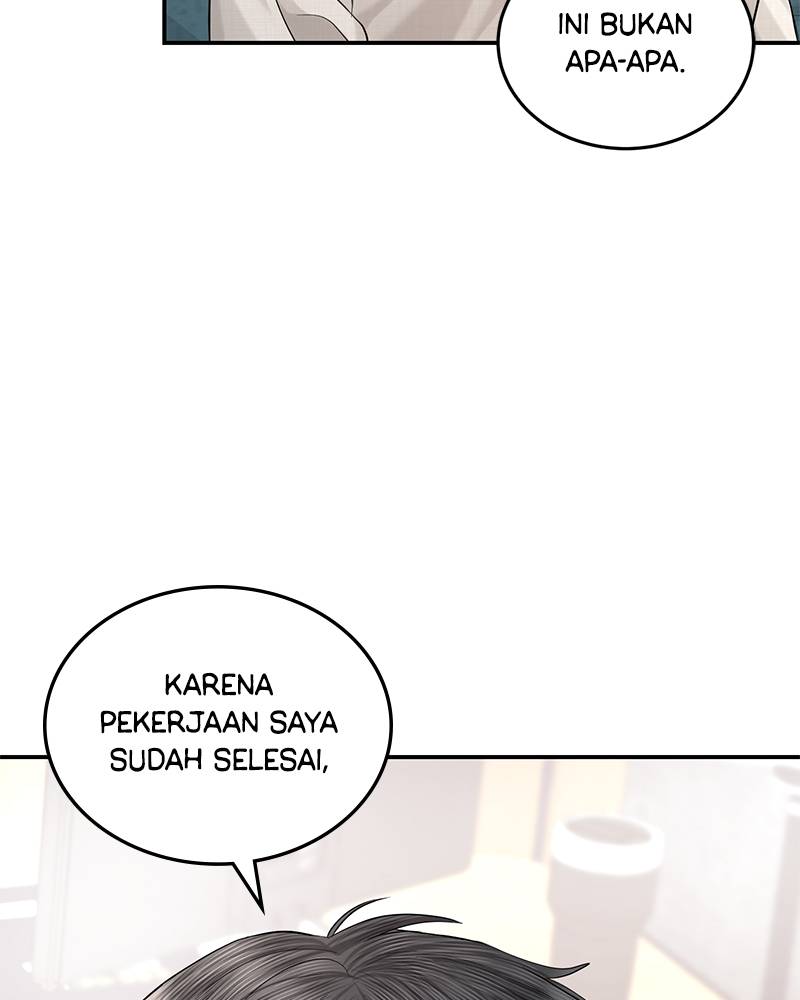 INI BUKAN
APA-APA.
KARENA
PEKERJAAN SAYA
SUDAH SELESAI,